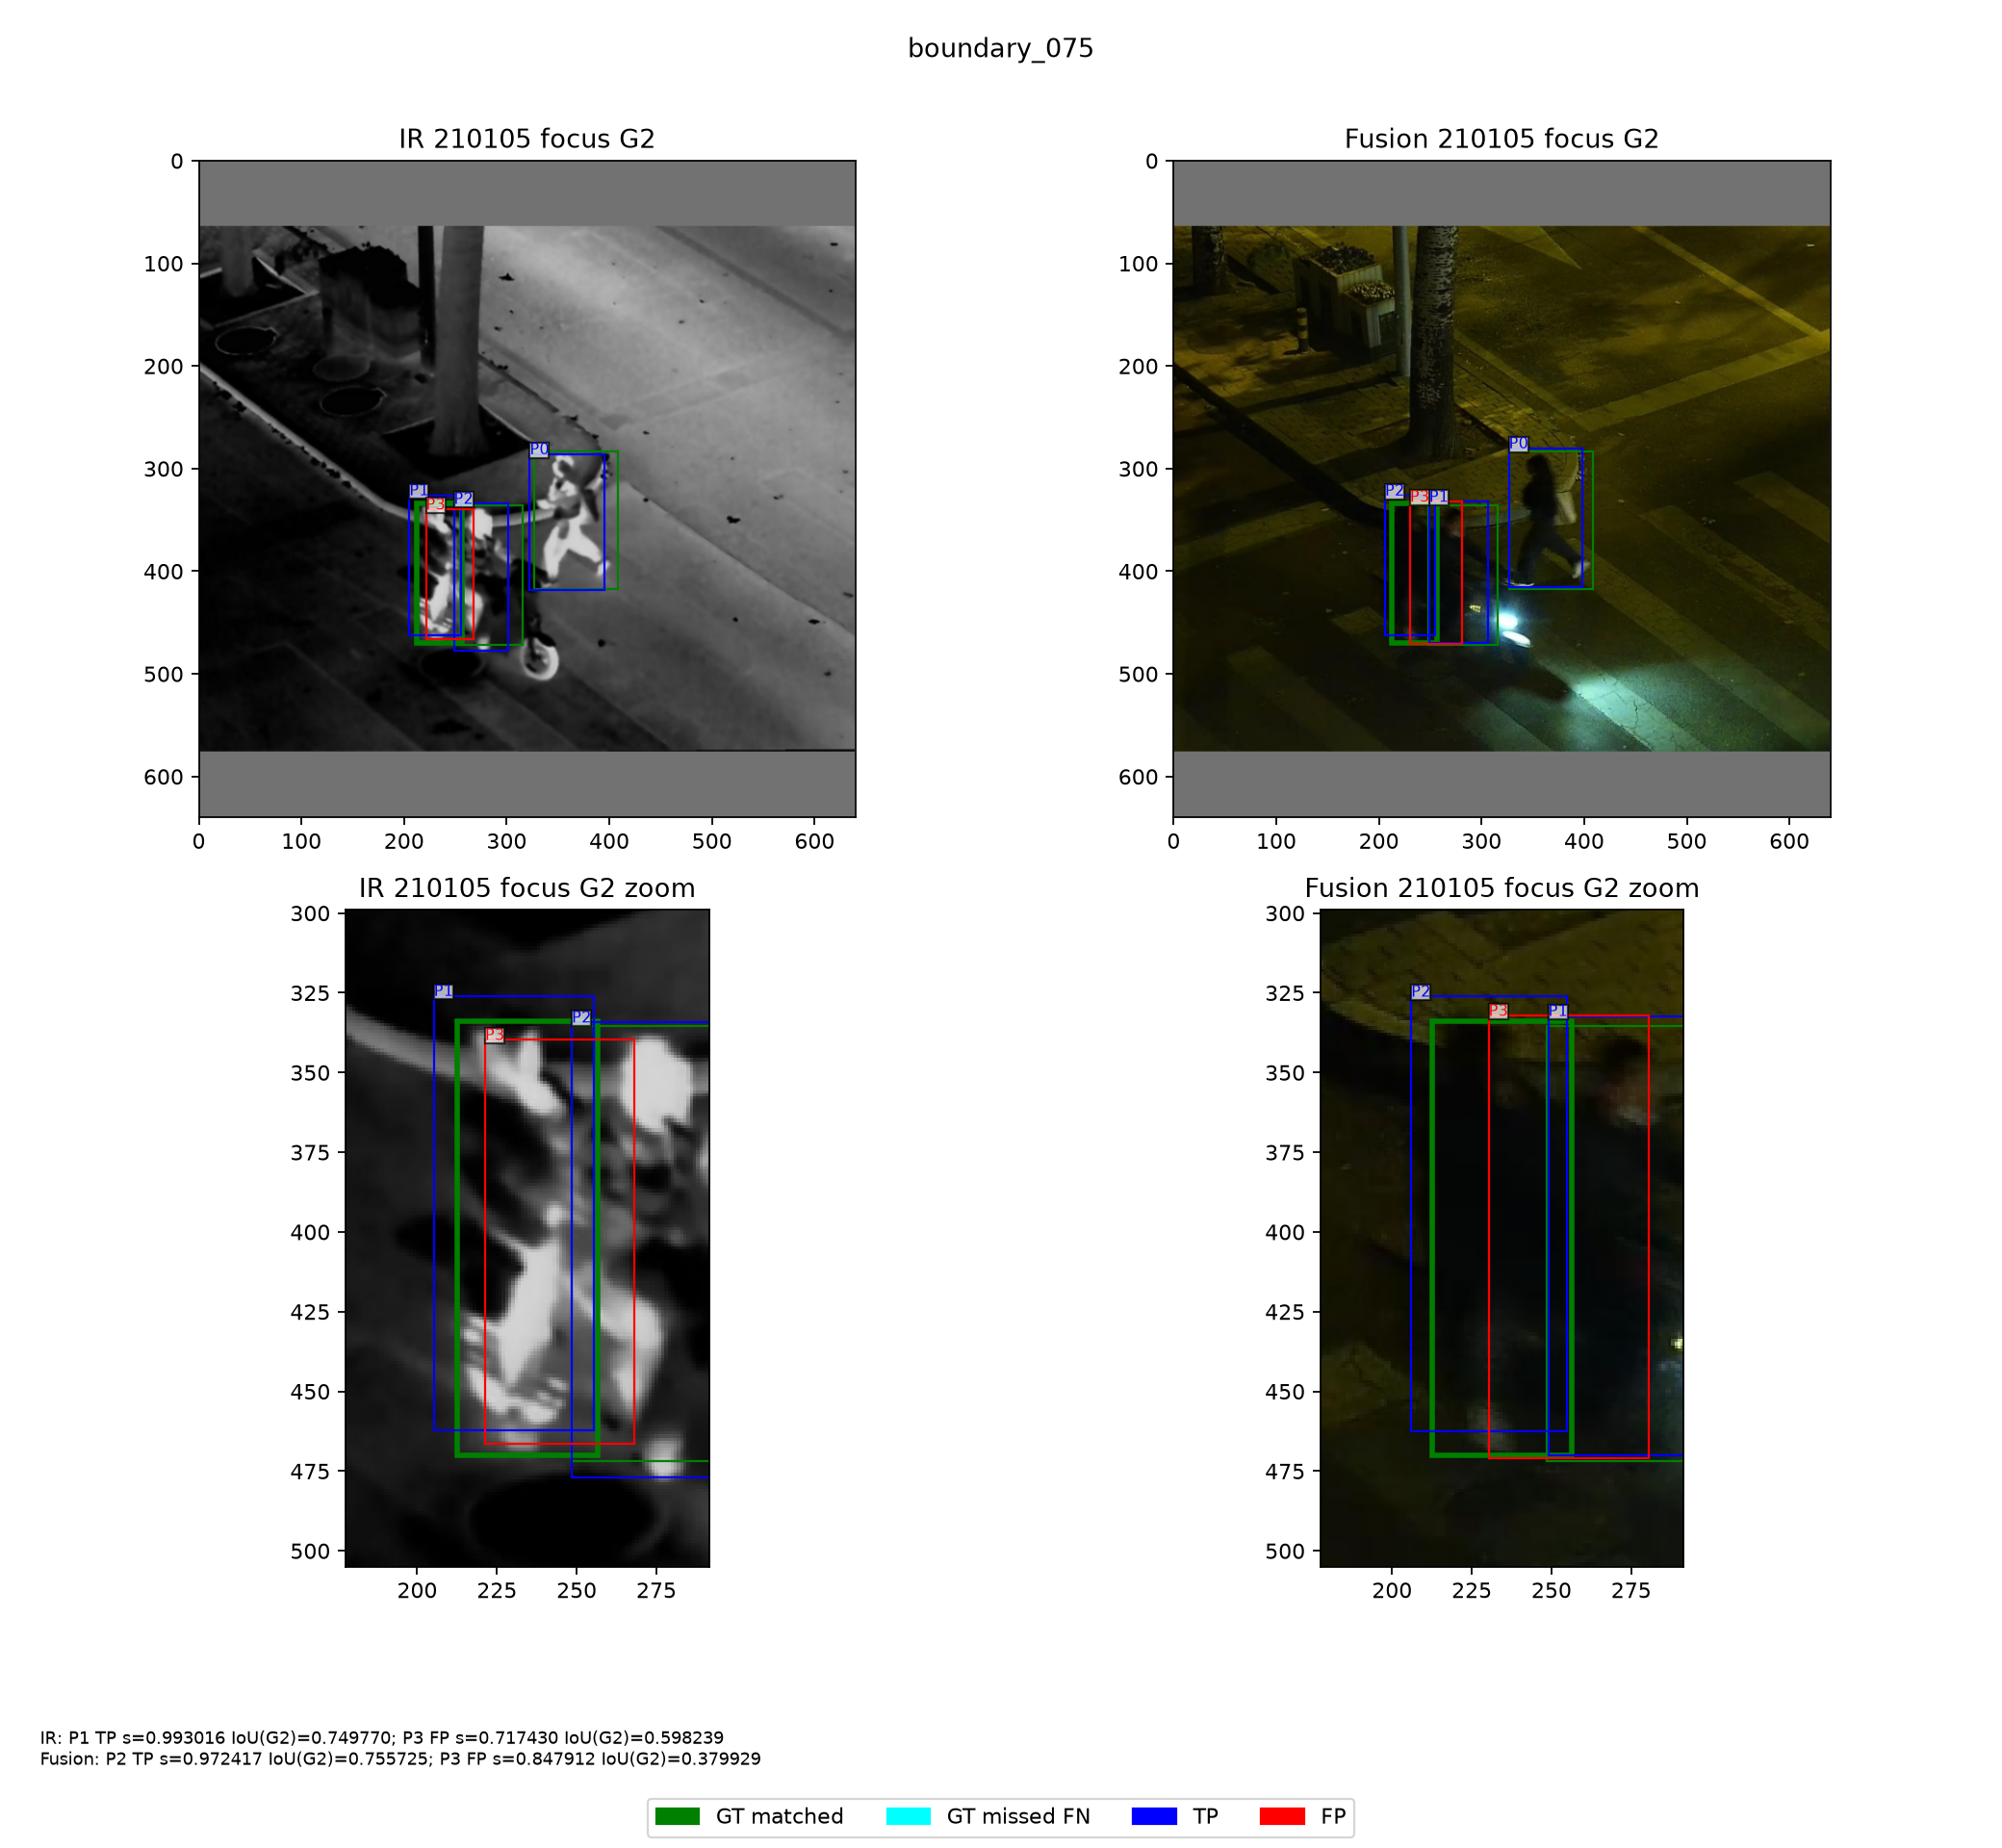 boundary_075
IR 210105 focus G2
Fusion 210105 focus G2
0
100
200
300
400
500
600
0 100 200 300 400 500 600
P0
P1
P2
P3
0
100
200
300
400
500
600
0 100 200 300 400 500 600
P0
P2
P3
P1
IR 210105 focus G2 zoom
Fusion 210105 focus G2 zoom
300
325
350
375
400
425
450
475
500
200 225 250 275
P1
P2
P3
300
325
350
375
400
425
450
475
500
200 225 250 275
P2
P3
P1
IR: P1 TP s=0.993016 IoU(G2)=0.749770; P3 FP s=0.717430 IoU(G2)=0.598239
Fusion: P2 TP s=0.972417 IoU(G2)=0.755725; P3 FP s=0.847912 IoU(G2)=0.379929
GT matched GT missed FN TP FP